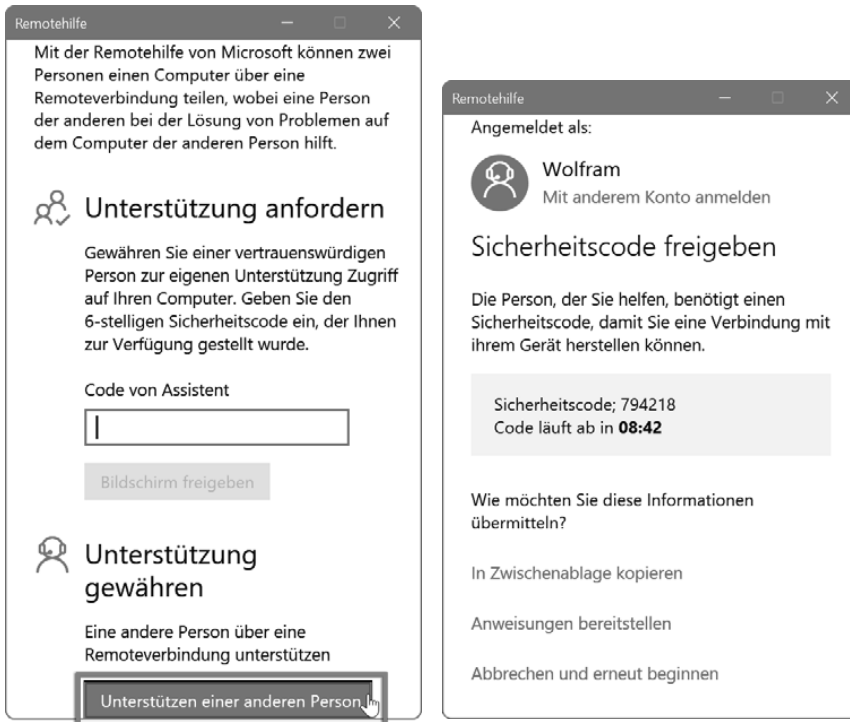 Remotehilfe
Mit der Remotehilfe von Microsoft können zwei
Personen einen Computer über eine
Remoteverbindung teilen, wobei eine Person
der anderen bei der Lösung von Problemen auf
dem Computer der anderen Person hilft.
Unterstützung anfordern
Gewähren Sie einer vertrauenswürdigen
Person zur eigenen Unterstützung Zugriff
auf Ihren Computer. Geben Sie den
6-stelligen Sicherheitscode ein, der Ihnen
zur Verfügung gestellt wurde.
Code von Assistent
Bildschirm freigeben
Unterstützung
gewähren
Eine andere Person über eine
Remoteverbindung unterstützen
Unterstützen einer anderen Person
Remotehilfe
Angemeldet als:
Wolfram
Mit anderem Konto anmelden
Sicherheitscode freigeben
Die Person, der Sie helfen, benötigt einen
Sicherheitscode, damit Sie eine Verbindung mit
ihrem Gerät herstellen können.
Sicherheitscode; 794218
Code läuft ab in 08:42
Wie möchten Sie diese Informationen
übermitteln?
In Zwischenablage kopieren
Anweisungen bereitstellen
Abbrechen und erneut beginnen